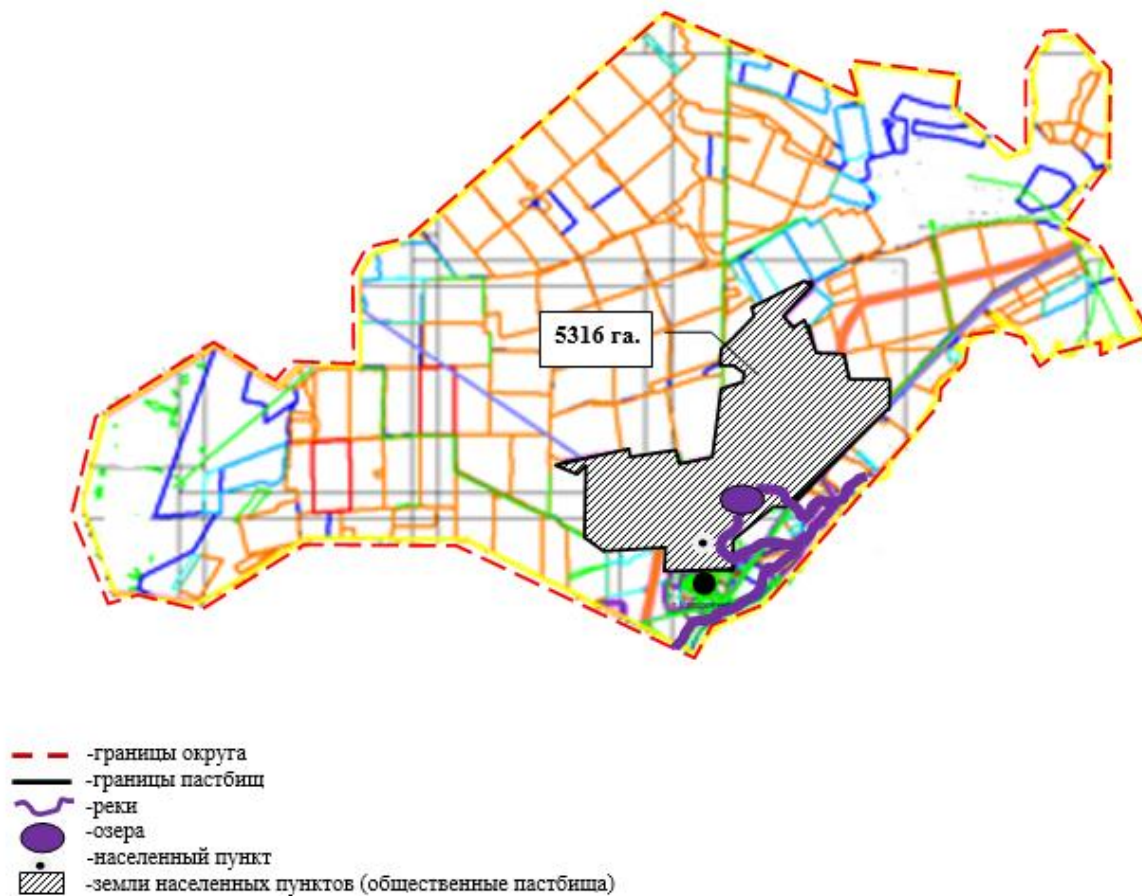 5316 га.
-границы округа
-границы пастбищ
-реки
-озера
-населенный пункт
-земли населенных пунктов (общественные пастбища)